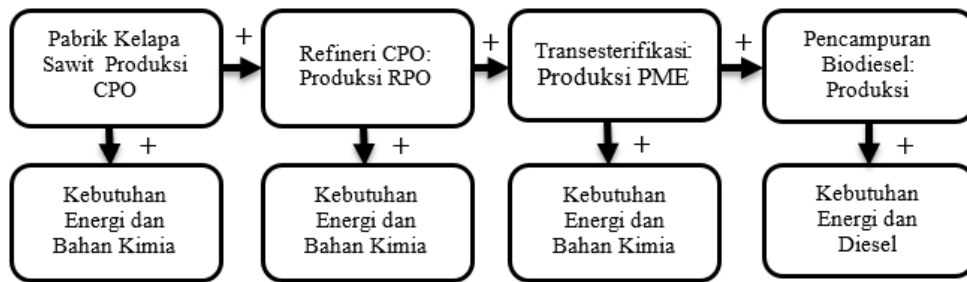 Pabrik Kelapa
Sawit Produksi
CPO
+
Refineri CPO:
Produksi RPO
+
Transesterifikasi:
Produksi PME
+
Pencampuran
Biodiesel:
Produksi
+
+
+
+
Kebutuhan
Energi dan
Bahan Kimia
Kebutuhan
Energi dan
Bahan Kimia
Kebutuhan
Energi dan
Bahan Kimia
Kebutuhan
Energi dan
Diesel